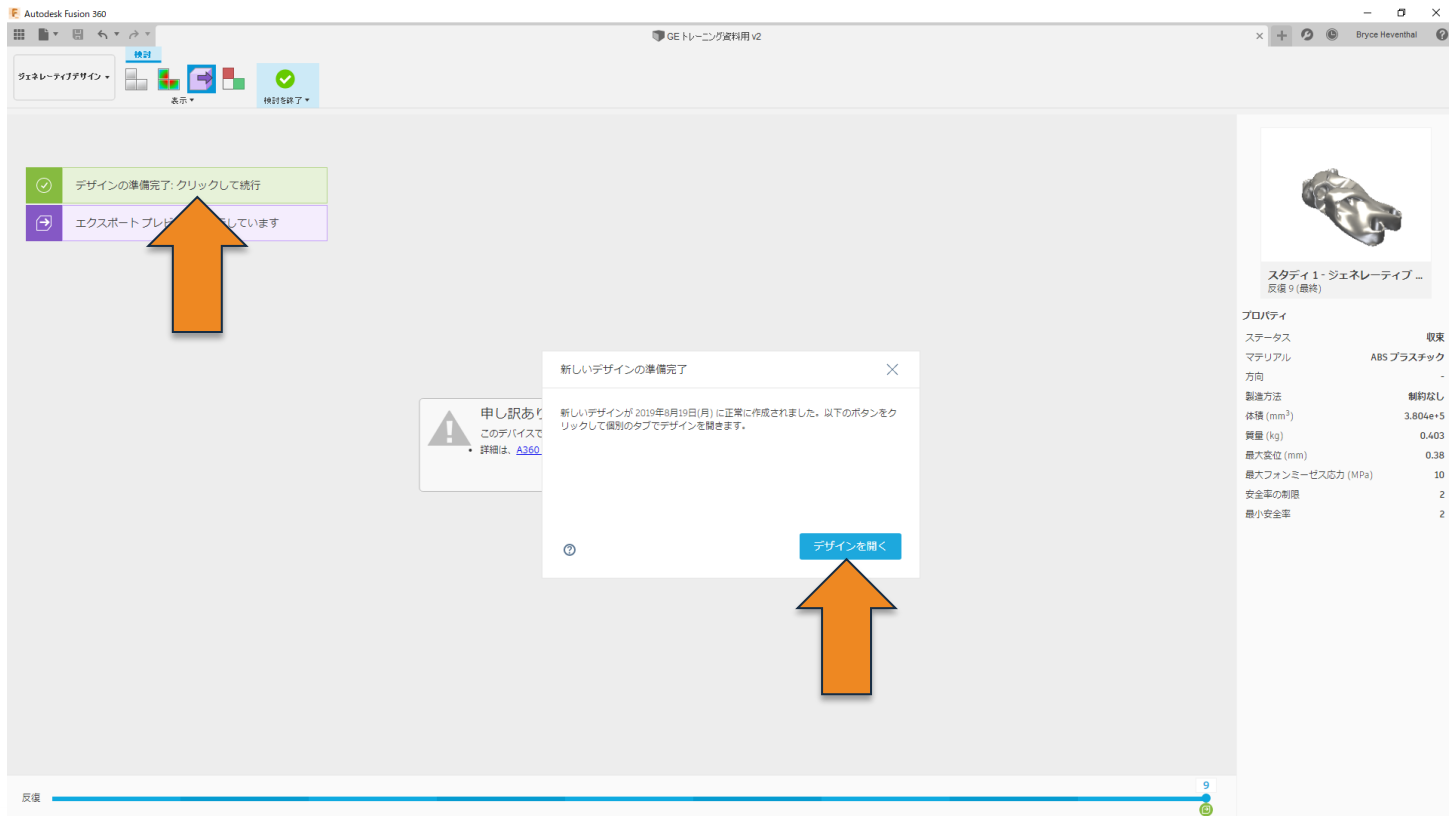 Autodesk Fusion 360
GE トレーニング資料用 v2
Bryce Heventhal
検討
ジェネレーティブデザイン
表示
検討を終了
デザインの準備完了: クリックして続行
エクスポート プレ
しています
新しいデザインの準備完了
新しいデザインが 2019年8月19日(月) に正常に作成されました。以下のボタンをク
リックして個別のタブでデザインを開きます。
デザインを開く
申し訳あり
このデバイスで
詳細は、A360
スタディ 1 - ジェネレーティブ ...
反復 9 (最終)
プロパティ
ステータス 収束
マテリアル ABS プラスチック
方向 -
製造方法 制約なし
体積 (mm³) 3.804e+5
質量 (kg) 0.403
最大変位 (mm) 0.38
最大フォンミーゼス応力 (MPa) 10
安全率の制限 2
最小安全率 2
9
反復